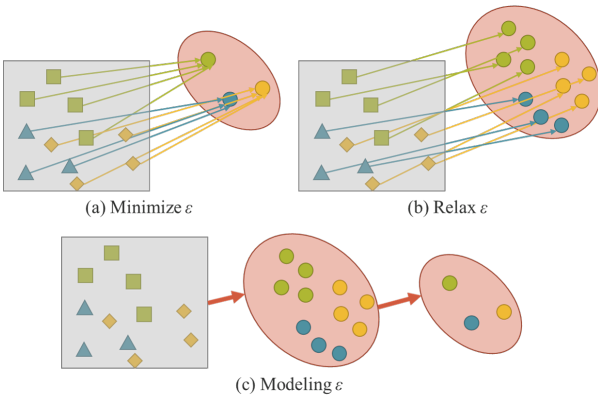 (a) Minimize ε
(b) Relax ε
(c) Modeling ε